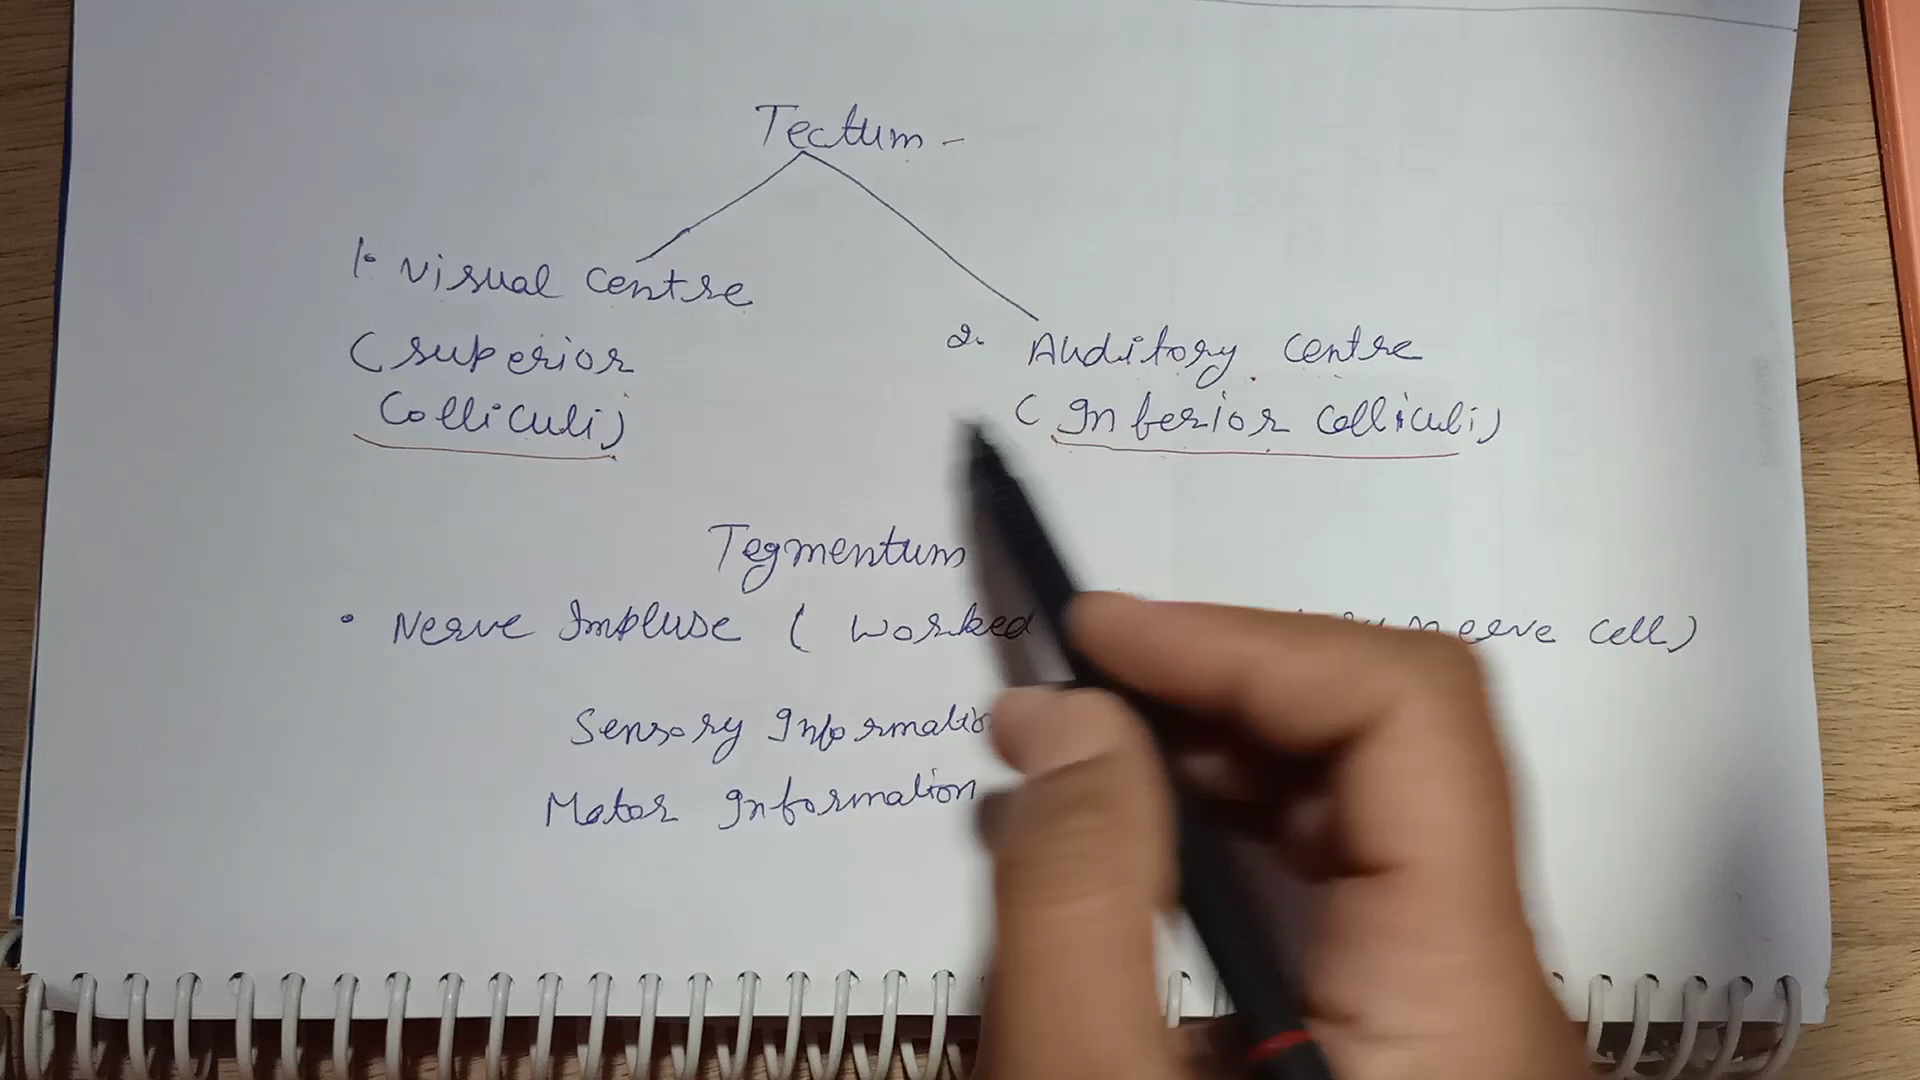 Tectum -
1. Visual Centre
(Superior
Colliculi)
2. Auditory Centre
(Inferior Colliculi)
Tegmentum
• Nerve Impluse ( Worked nerve cell)
Sensory Information
Motor Information